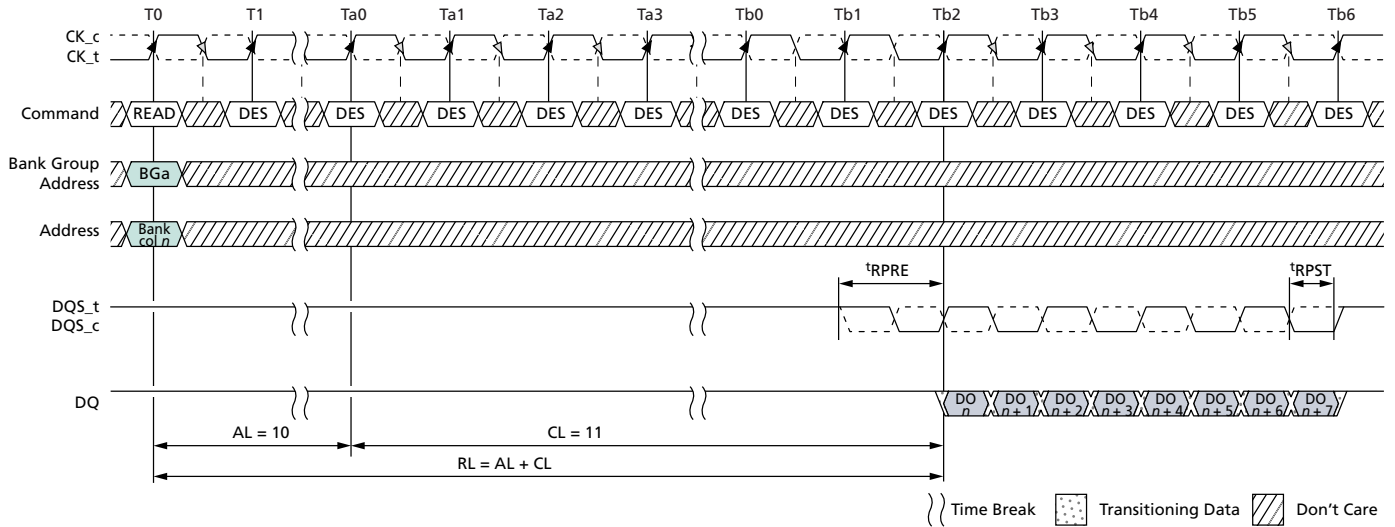 T0 T1 Ta0 Ta1 Ta2 Ta3 Tb0 Tb1 Tb2 Tb3 Tb4 Tb5 Tb6
CK_c
CK_t
Command READ DES DES DES DES DES DES DES DES DES DES DES DES
Bank Group
Address
BGa
Address
Bank
col n
tRPRE
tRPST
DQS_t
DQS_c
DQ
DO DO DO DO DO DO DO DO
n n + 1 n + 2 n + 3 n + 4 n + 5 n + 6 n + 7
AL = 10 CL = 11
RL = AL + CL
Time Break Transitioning Data Don't Care